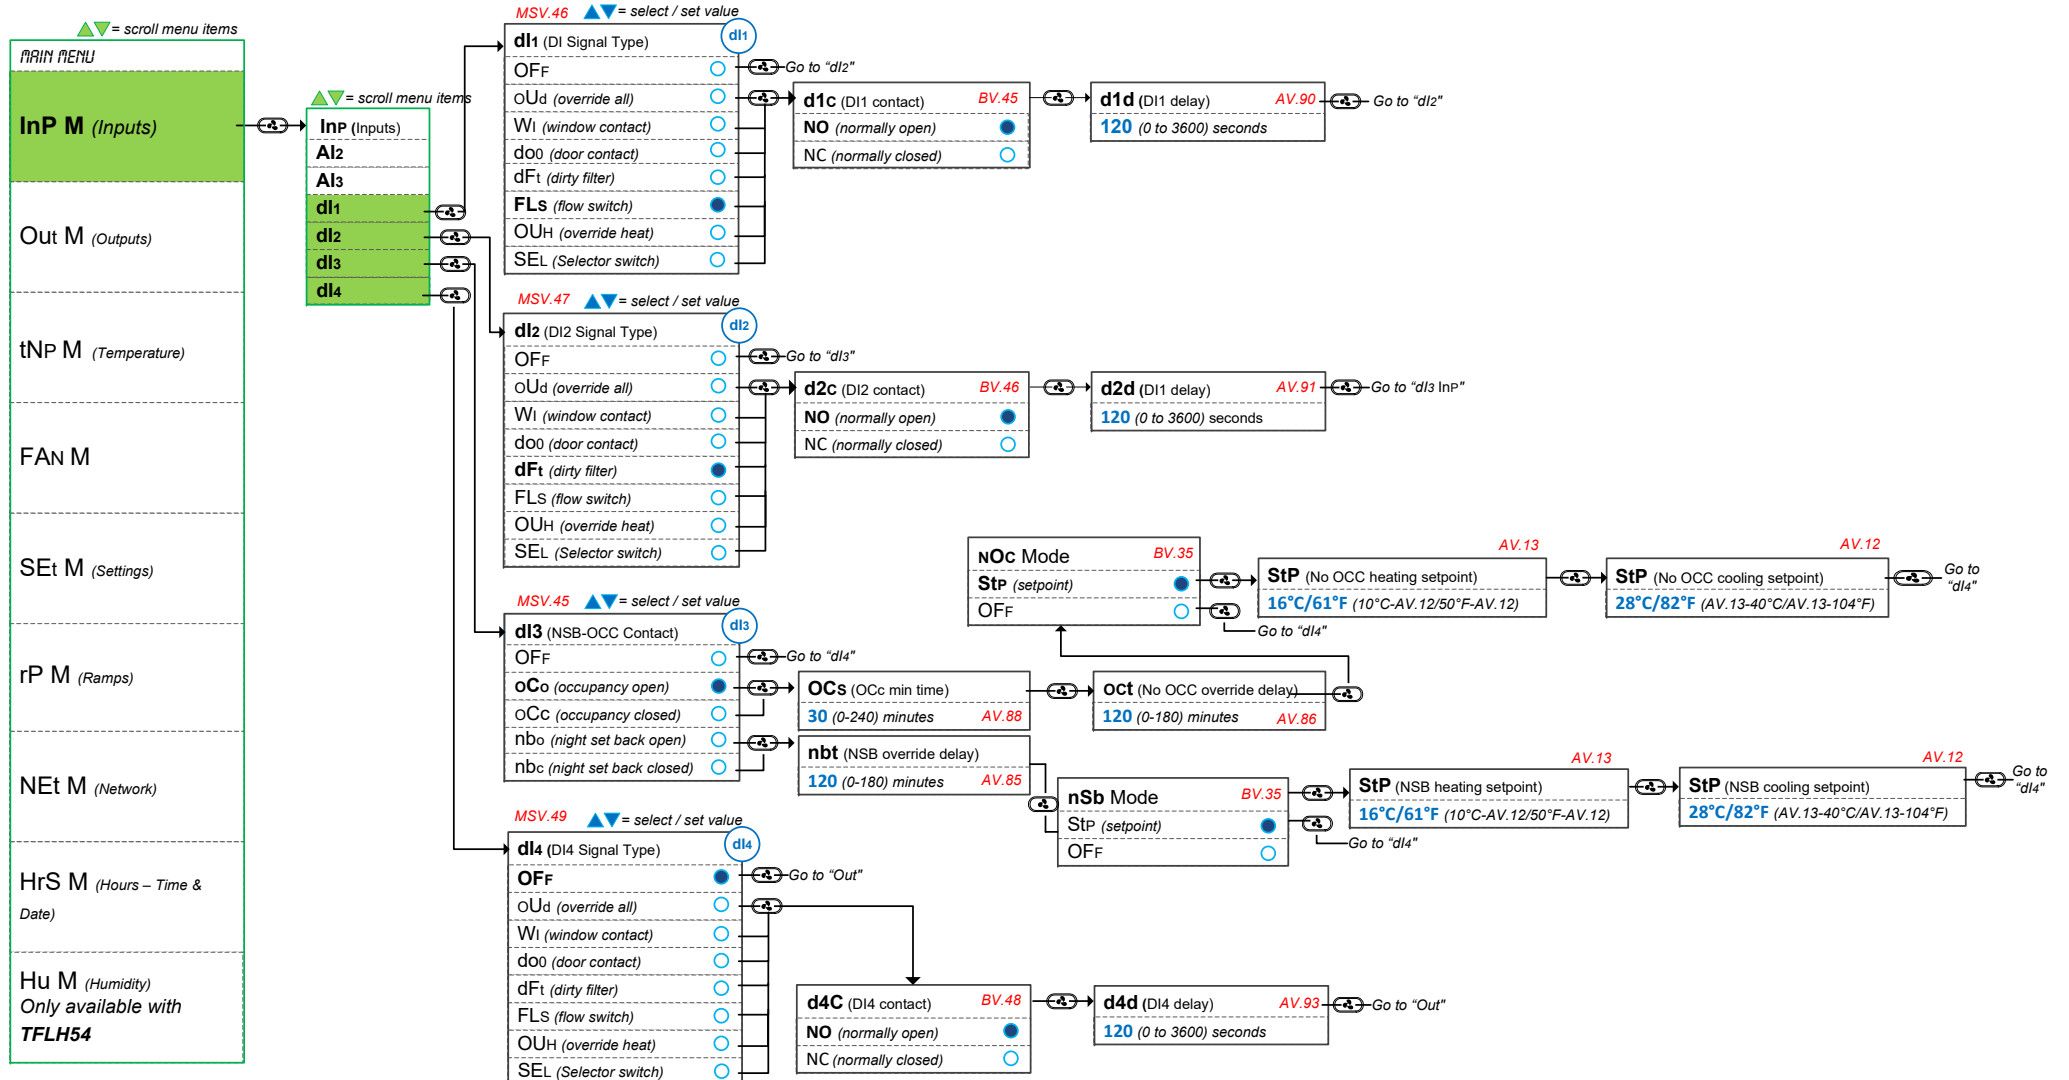 = scroll menu items
MAIN MENU
InP M (Inputs)
Out M (Outputs)
tNP M (Temperature)
FAN M
SEt M (Settings)
rP M (Ramps)
NEt M (Network)
HrS M (Hours – Time &
Date)
Hu M (Humidity)
Only available with
TFLH54
= scroll menu items
InP (Inputs)
AI2
AI3
dI1
dI2
dI3
dI4
MSV.46 = select / set value
dI1 (DI Signal Type)
dI1
OFF
Go to “dI2”
oUd (override all)
WI (window contact)
do0 (door contact)
dFt (dirty filter)
FLs (flow switch)
OUH (override heat)
SEL (Selector switch)
d1c (DI1 contact) BV.45
NO (normally open)
NC (normally closed)
d1d (DI1 delay) AV.90
120 (0 to 3600) seconds
Go to “dI2”
MSV.47 = select / set value
dI2 (DI2 Signal Type)
dI2
OFF
Go to “dI3”
oUd (override all)
WI (window contact)
do0 (door contact)
dFt (dirty filter)
FLS (flow switch)
OUH (override heat)
SEL (Selector switch)
d2c (DI2 contact) BV.46
NO (normally open)
NC (normally closed)
d2d (DI1 delay) AV.91
120 (0 to 3600) seconds
Go to “dI3 InP”
MSV.45 = select / set value
dI3 (NSB-OCC Contact)
dI3
OFF
Go to “dI4”
oCo (occupancy open)
oCc (occupancy closed)
nbo (night set back open)
nbc (night set back closed)
OCs (OCc min time)
30 (0-240) minutes AV.88
oct (No OCC override delay)
120 (0-180) minutes AV.86
NOc Mode BV.35
StP (setpoint)
OFF
Go to “dI4”
AV.13
StP (No OCC heating setpoint)
16°C/61°F (10°C-AV.12/50°F-AV.12)
AV.12
StP (No OCC cooling setpoint)
28°C/82°F (AV.13-40°C/AV.13-104°F)
Go to
“dI4”
nbt (NSB override delay)
120 (0-180) minutes AV.85
nSb Mode BV.35
StP (setpoint)
OFF
Go to “dI4”
AV.13
StP (NSB heating setpoint)
16°C/61°F (10°C-AV.12/50°F-AV.12)
AV.12
StP (NSB cooling setpoint)
28°C/82°F (AV.13-40°C/AV.13-104°F)
Go to
“dI4”
MSV.49 = select / set value
dI4 (DI4 Signal Type)
dI4
OFF
Go to “Out”
oUd (override all)
WI (window contact)
do0 (door contact)
dFt (dirty filter)
FLS (flow switch)
OUH (override heat)
SEL (Selector switch)
d4C (DI4 contact) BV.48
NO (normally open)
NC (normally closed)
d4d (DI4 delay) AV.93
120 (0 to 3600) seconds
Go to “Out”